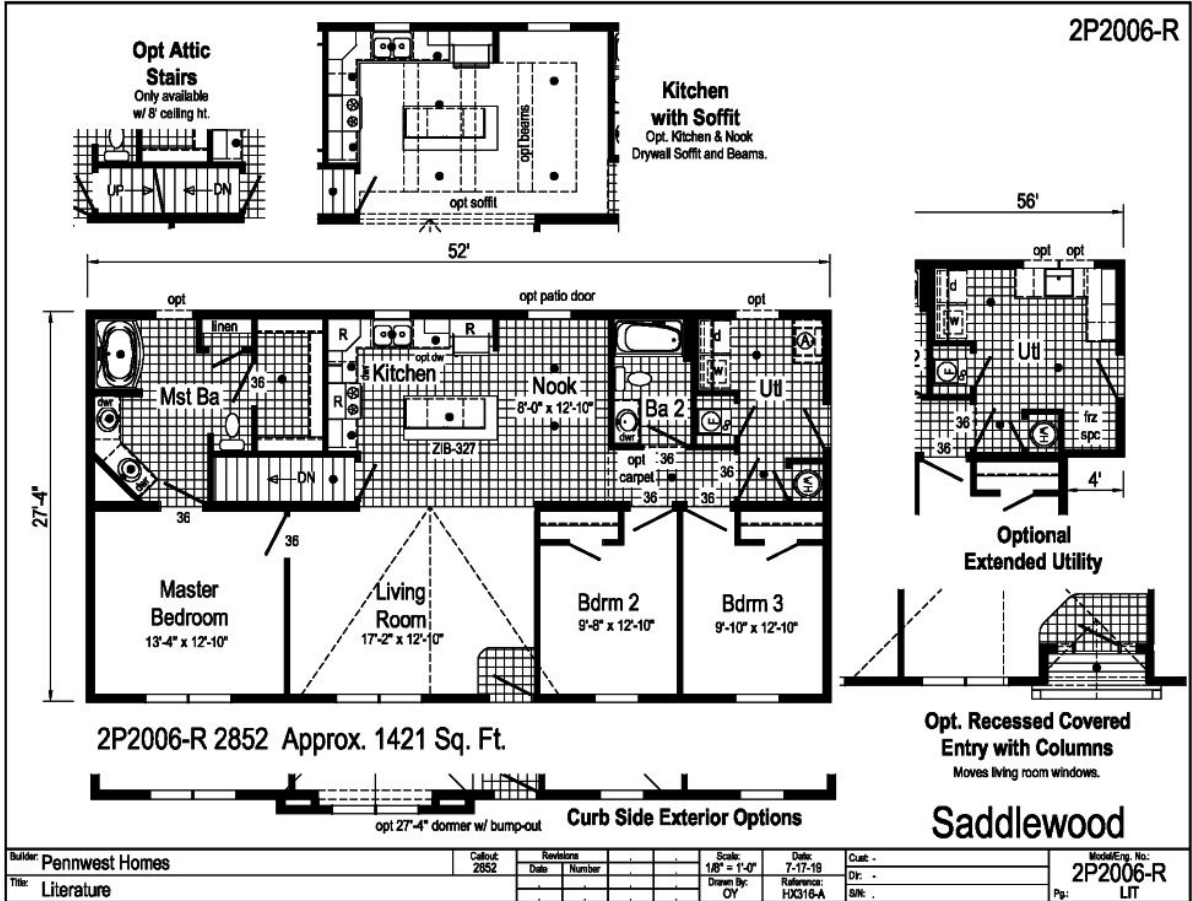 2P2006-R
Opt Attic
Stairs
Only available
w/ 8' ceiling ht.
UP
DN
opt beams
opt soffit
Kitchen
with Soffit
Opt. Kitchen & Nook
Drywall Soffit and Beams.
52'
56'
27'-4"
opt
opt patio door
opt
linen
Mst Ba
36
dwr
dwr
R
R
R
opt dw
dwr
Kitchen
ZIB-327
Nook
8'-0" x 12'-10"
DN
Ba 2
dwr
d
w
F
A
Utl
WH
opt
carpet
36
36
36
36
36
36
Master
Bedroom
13'-4" x 12'-10"
Living
Room
17'-2" x 12'-10"
Bdrm 2
9'-8" x 12'-10"
Bdrm 3
9'-10" x 12'-10"
opt opt
d
w
Utl
F
36
36
WH
frz
spc
4'
Optional
Extended Utility
2P2006-R 2852 Approx. 1421 Sq. Ft.
opt 27'-4" dormer w/ bump-out
Curb Side Exterior Options
Opt. Recessed Covered
Entry with Columns
Moves living room windows.
Saddlewood
Builder: Pennwest Homes
Title: Literature
Callout:
2852
Revisions
Date Number
Scale:
1/8" = 1'-0"
Drawn By:
OY
Date:
7-17-19
Reference:
HX316-A
Cust: -
Dir: -
S/N: .
Model/Eng. No.:
2P2006-R
Pg.: LIT